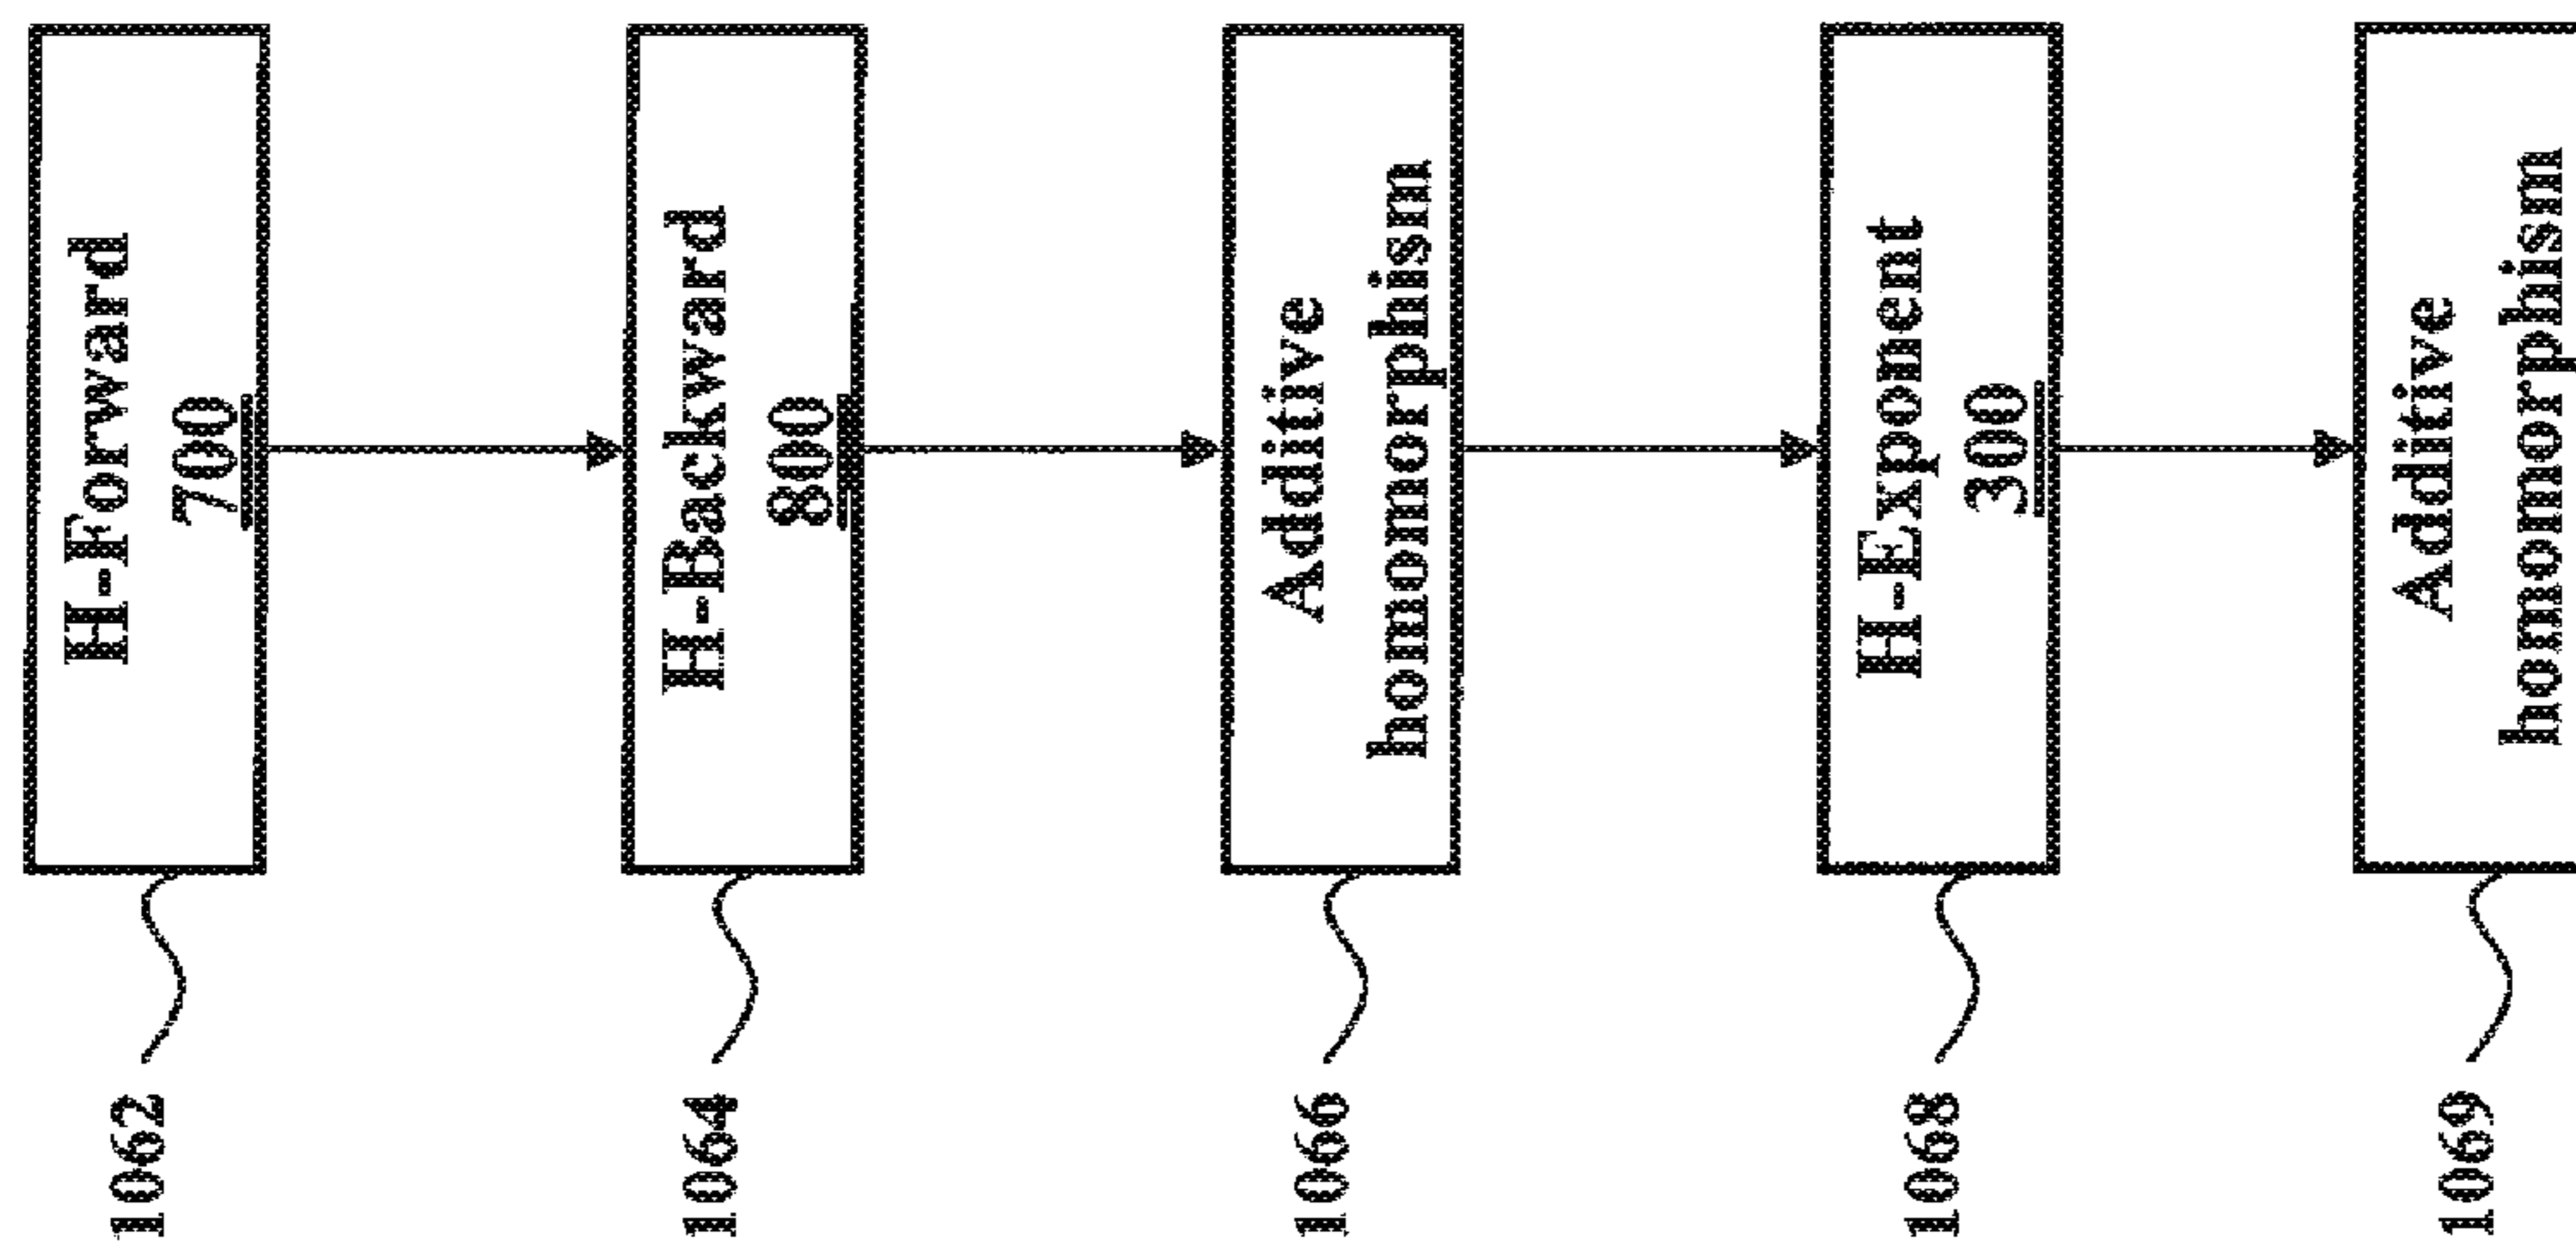 1062
H-Forward
700
1064
H-Backward
800
1066
Additive
homomorphism
1068
H-Exponent
300
1069
Additive
homomorphism